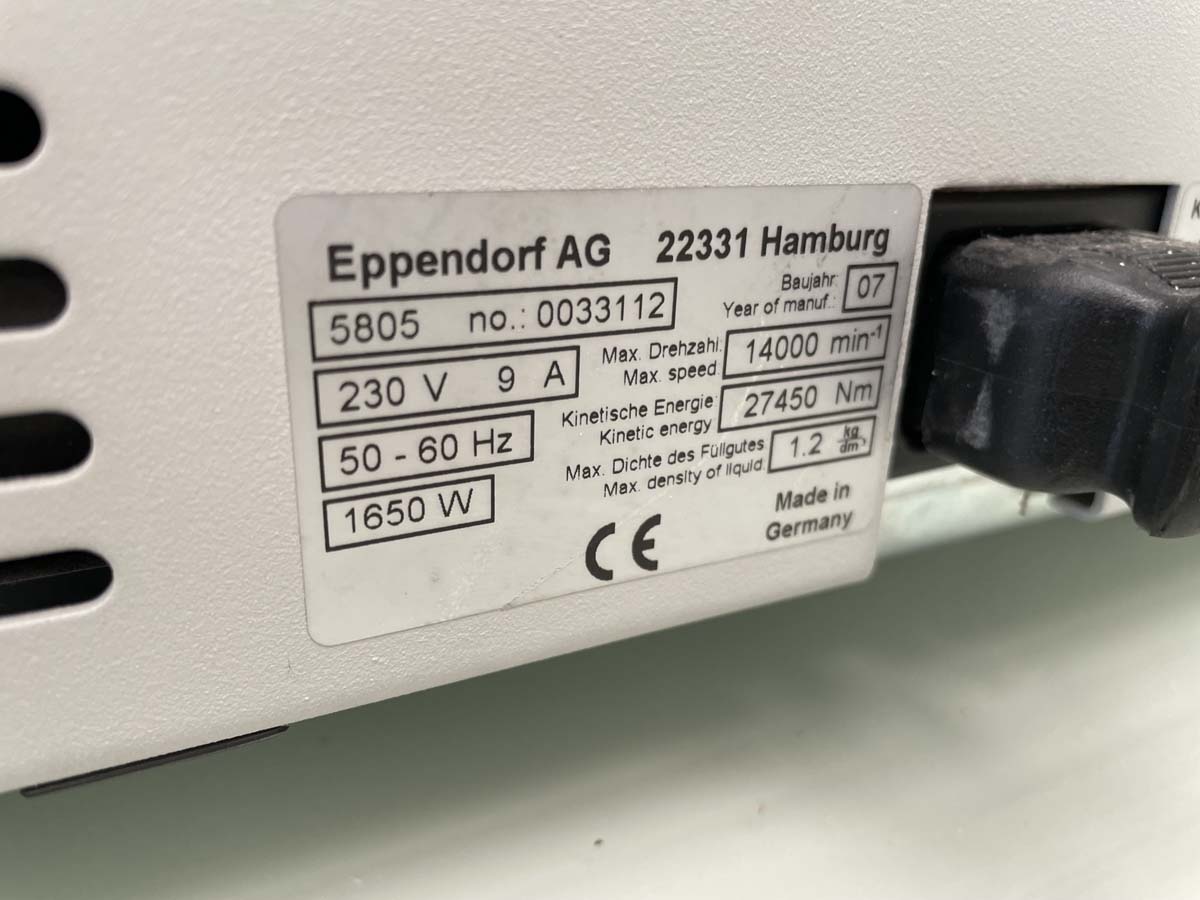 Eppendorf AG 22331 Hamburg
5805 no.: 0033112
230 V 9 A
50 - 60 Hz
1650 W
Baujahr:
Year of manuf.: 07
Max. Drehzahl:
Max. speed: 14000 min-1
Kinetische Energie:
Kinetic energy: 27450 Nm
Max. Dichte des Füllgutes
Max. density of liquid: 1.2 kg/dm³
CE
Made in
Germany
K